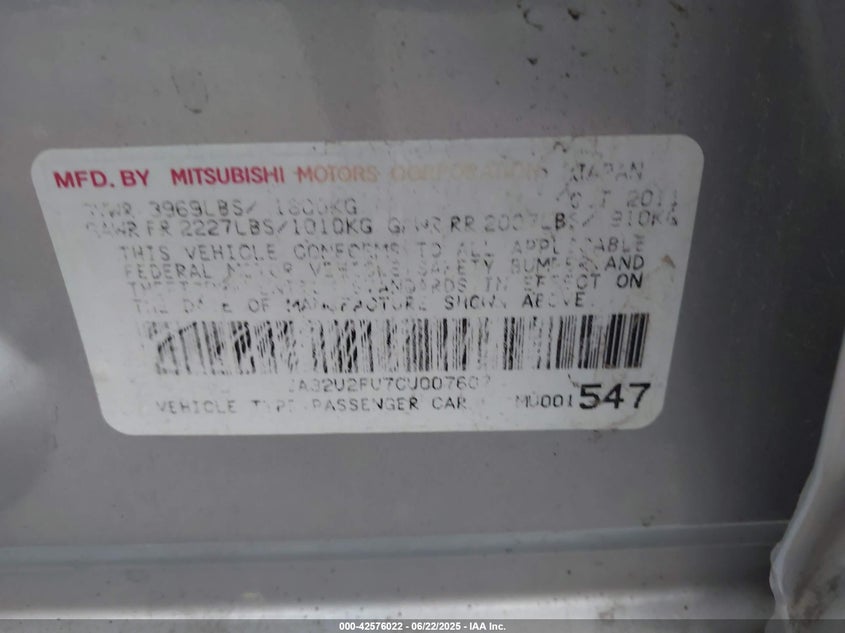 MFD. BY MITSUBISHI MOTORS CORPORATION JAPAN
GVWR 3969LBS/ 1800KG OCT 2011
GAWR FR 2227LBS/1010KG GAWR RR 2007LBS/ 910KG
THIS VEHICLE CONFORMS TO ALL APPLICABLE
FEDERAL MOTOR VEHICLE SAFETY BUMPER AND
THEFT PREVENTION STANDARDS IN EFFECT ON
THE DATE OF MANUFACTURE SHOWN ABOVE
VEHICLE TYPE PASSENGER CAR 547
000-42576022 - 06/22/2025 - IAA Inc.